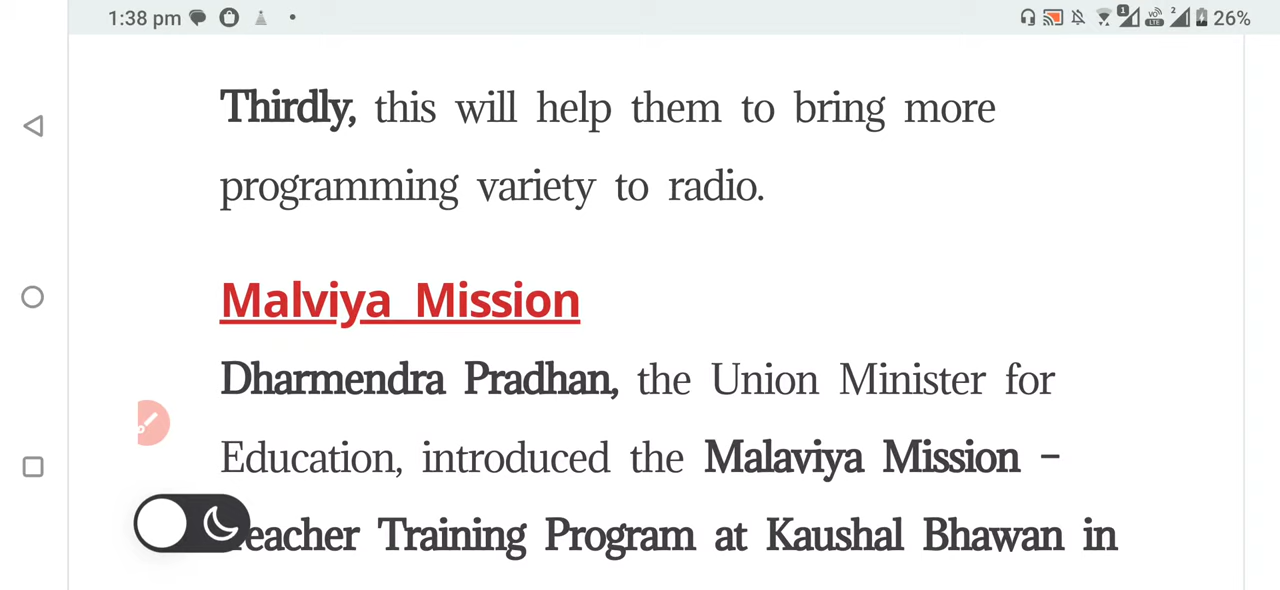 1:38 pm
26%
Thirdly, this will help them to bring more
programming variety to radio.
Malviya Mission
Dharmendra Pradhan, the Union Minister for
Education, introduced the Malaviya Mission –
Teacher Training Program at Kaushal Bhawan in